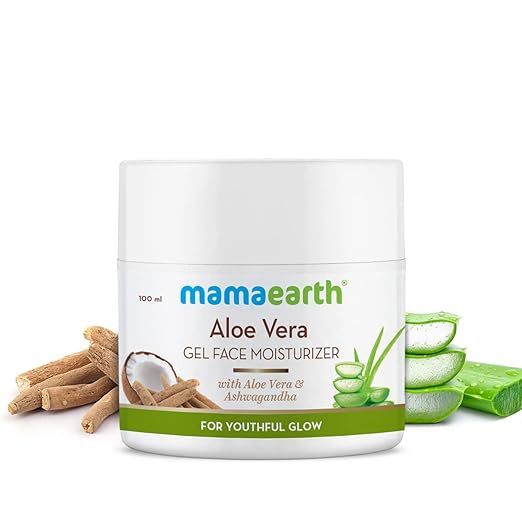 100 ml
mamaearth®
Aloe Vera
GEL FACE MOISTURIZER
with Aloe Vera &
Ashwagandha
FOR YOUTHFUL GLOW